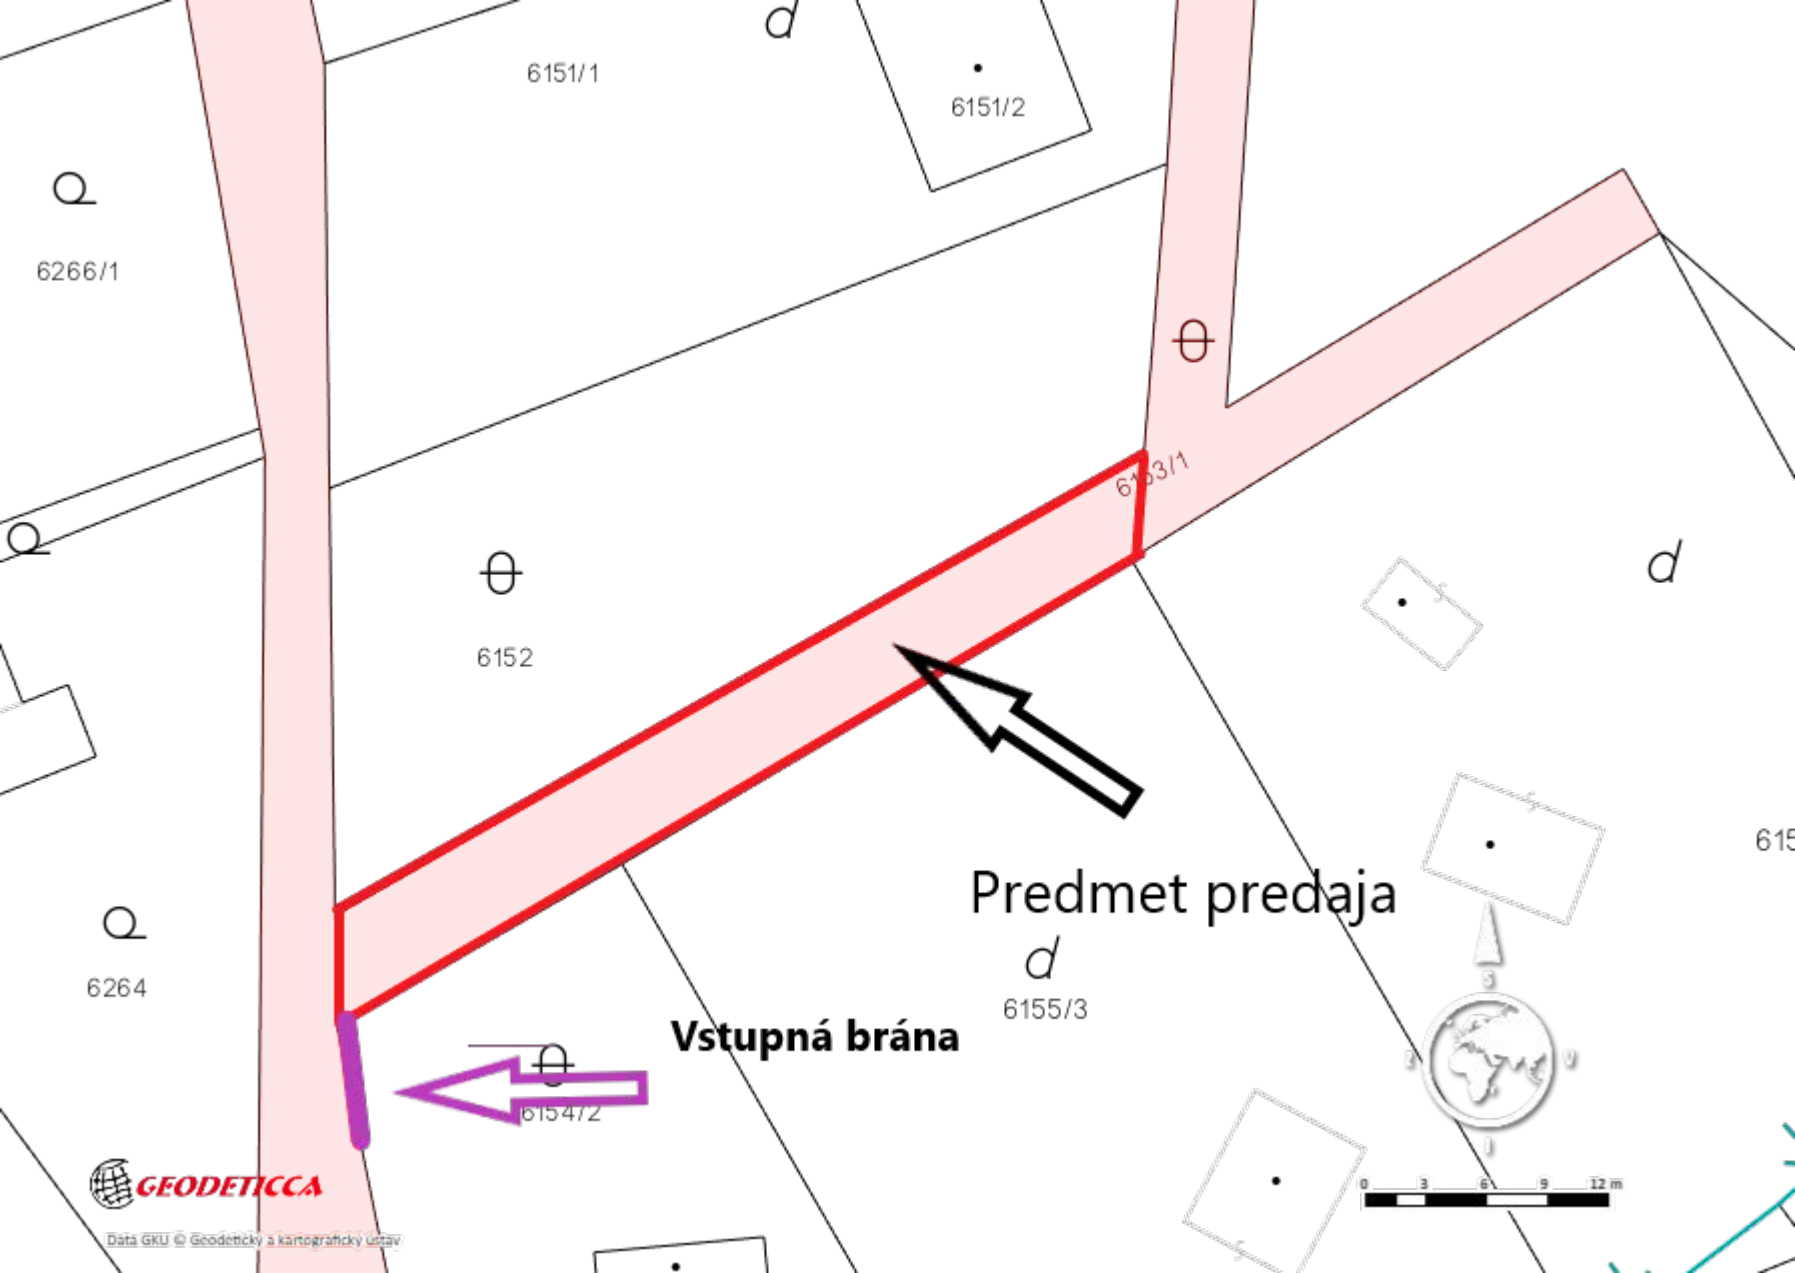 6151/1
6151/2
6266/1
6153/1
6152
615
Predmet predaja
6264
6155/3
Vstupná brána
6154/2
S
V
0 3 6 9 12 m
GEODETICCA
Data GKU © Geodetický a kartografický ústav